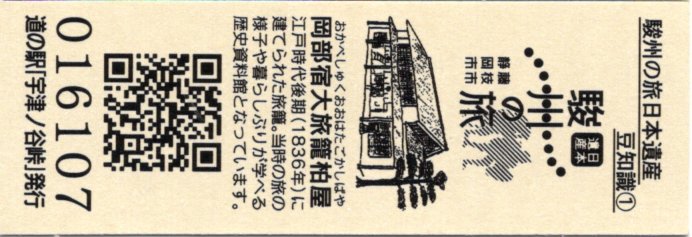 駿州の旅日本遺産
豆知識①
日本遺産
駿州の旅
静岡市
藤枝市
おかべしゅくおおはたごかしばや
岡部宿大旅籠柏屋
江戸時代後期(1836年)に
建てられた旅籠。当時の旅の
様子や暮らしぶりが学べる
歴史資料館となっています。
016107
道の駅「宇津ノ谷峠」発行